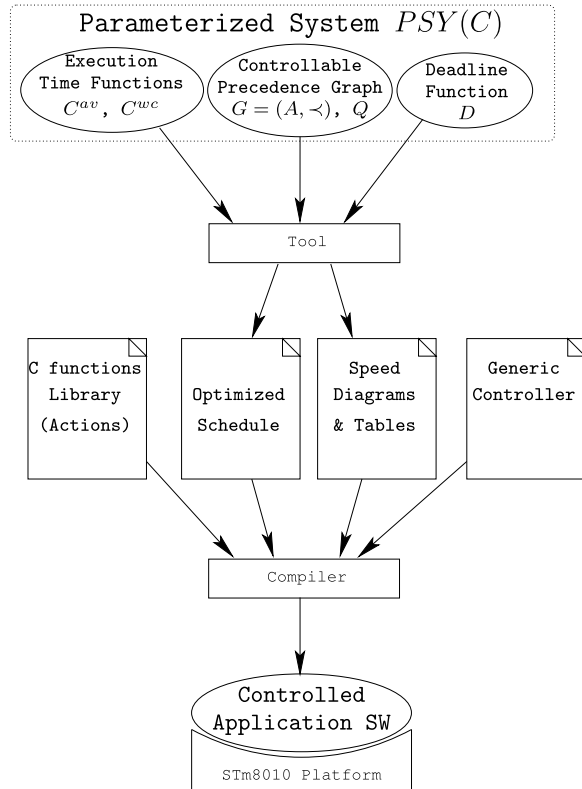 Parameterized System PSY(C)
Execution
Time Functions
C^{av}, C^{wc}
Controllable
Precedence Graph
G = (A, ≺), Q
Deadline
Function
D
Tool
C functions
Library
(Actions)
Optimized
Schedule
Speed
Diagrams
& Tables
Generic
Controller
Compiler
Controlled
Application SW
STm8010 Platform